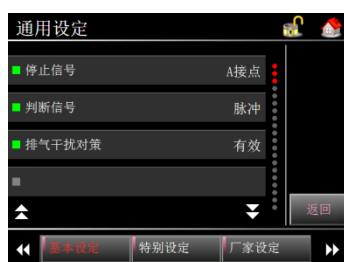 通用设定
停止信号 A接点
判断信号 脉冲
排气干扰对策 有效
返回
基本设定 特别设定 厂家设定